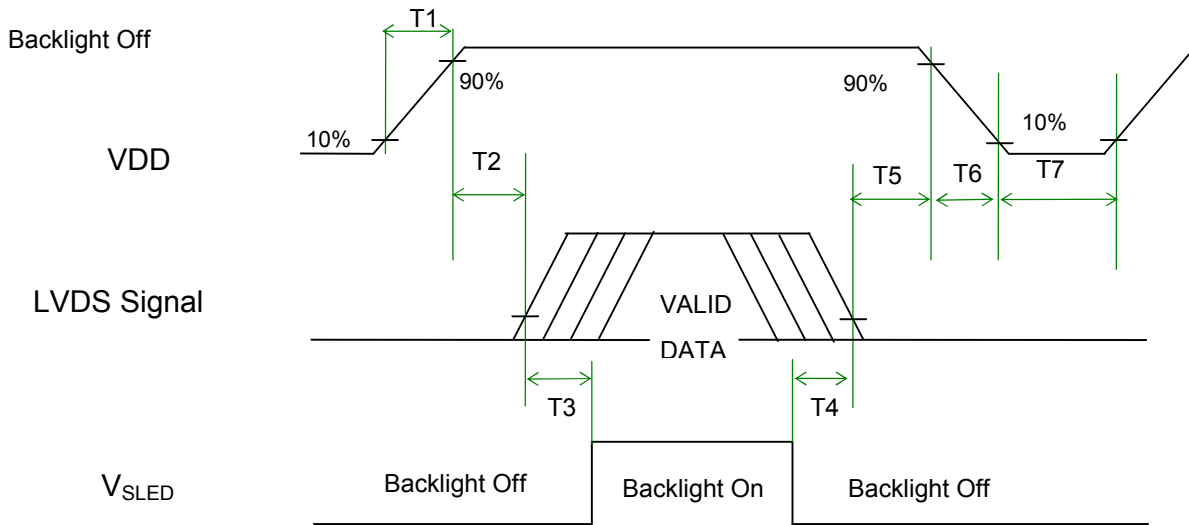 T1
Backlight Off
90%
90%
10%
10%
VDD
T2
T5
T6
T7
LVDS Signal
VALID
DATA
T3
T4
VSLED
Backlight Off
Backlight On
Backlight Off